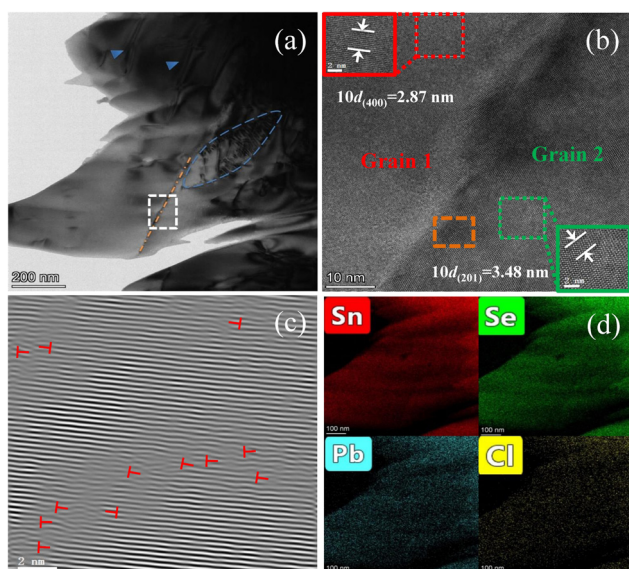 (a)
200 nm
(b)
2 nm
10d(400)=2.87 nm
Grain 1
Grain 2
10d(201)=3.48 nm
2 nm
10 nm
(c)
2 nm
(d)
Sn
Se
100 nm
100 nm
Pb
Cl
100 nm
100 nm